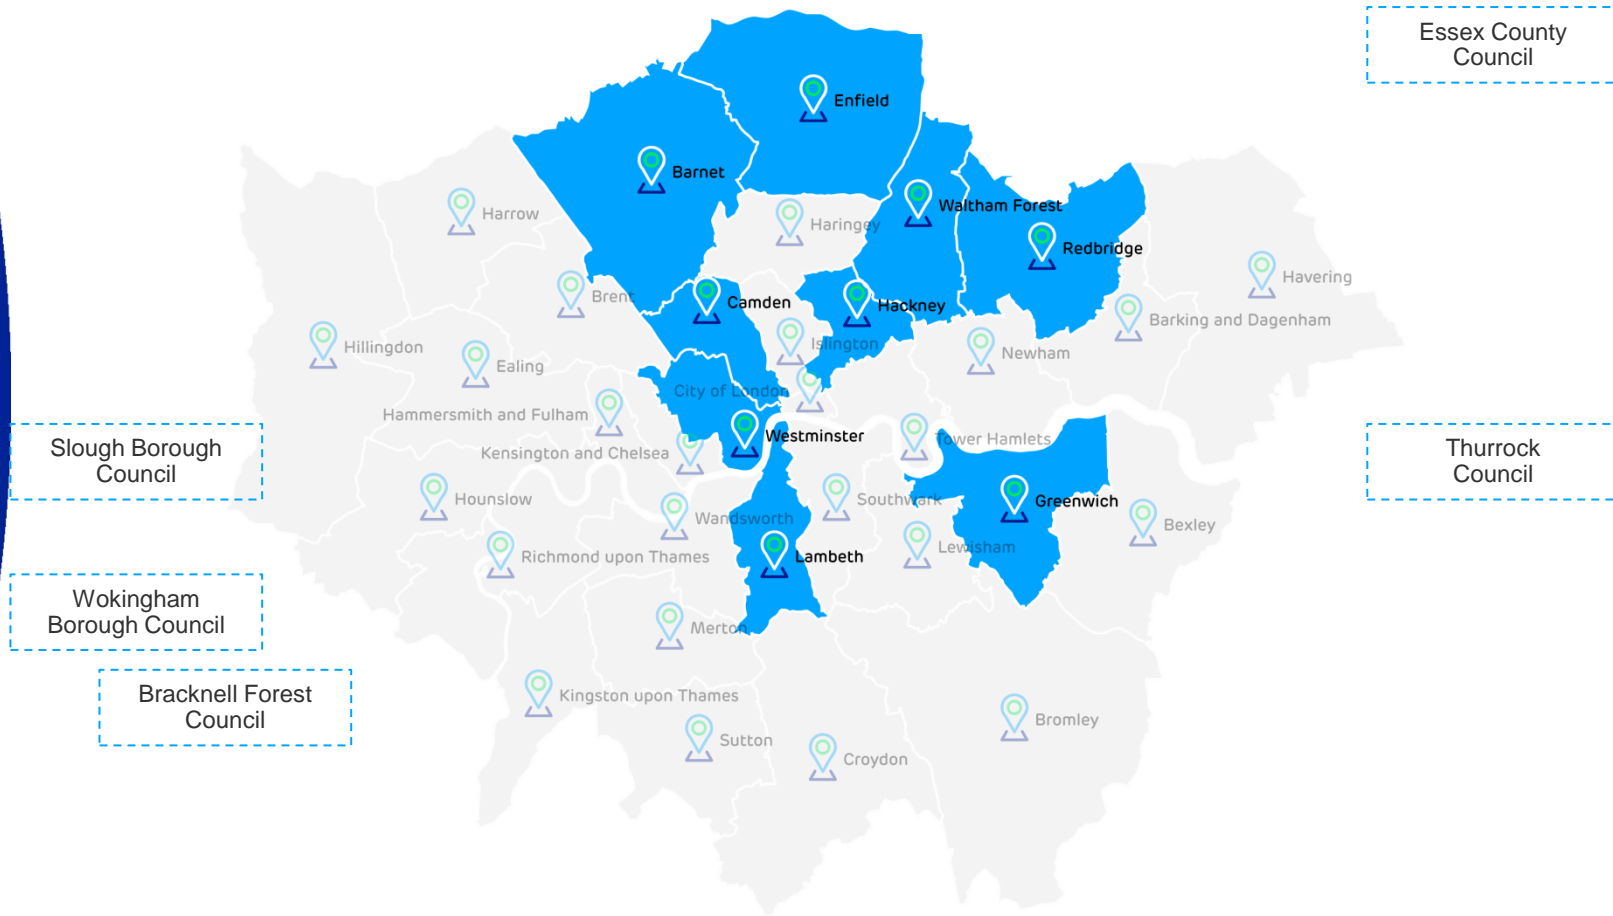 Essex County
Council
Enfield
Barnet
Waltham Forest
Harrow
Haringey
Redbridge
Havering
Brent
Camden
Hackney
Barking and Dagenham
Hillingdon
Islington
Newham
Ealing
City of London
Hammersmith and Fulham
Westminster
Tower Hamlets
Kensington and Chelsea
Slough Borough
Council
Thurrock
Council
Hounslow
Southwark
Greenwich
Wandsworth
Bexley
Lewisham
Richmond upon Thames
Lambeth
Wokingham
Borough Council
Merton
Bracknell Forest
Council
Kingston upon Thames
Bromley
Sutton
Croydon